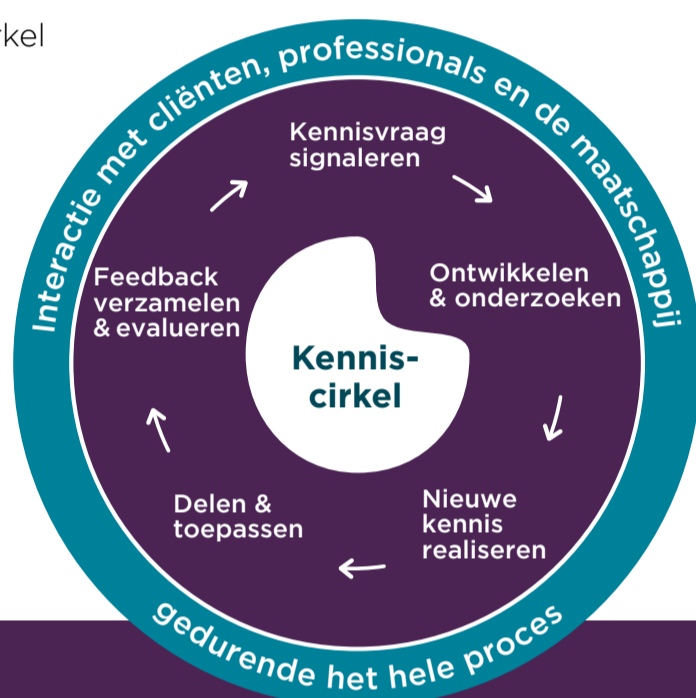 rkel
Interactie met cliënten, professionals en de maatschappij
Kennisvraag
signaleren
Ontwikkelen
& onderzoeken
Nieuwe
kennis
realiseren
Delen &
toepassen
Feedback
verzamelen
& evalueren
Kennis-
cirkel
gedurende het hele proces